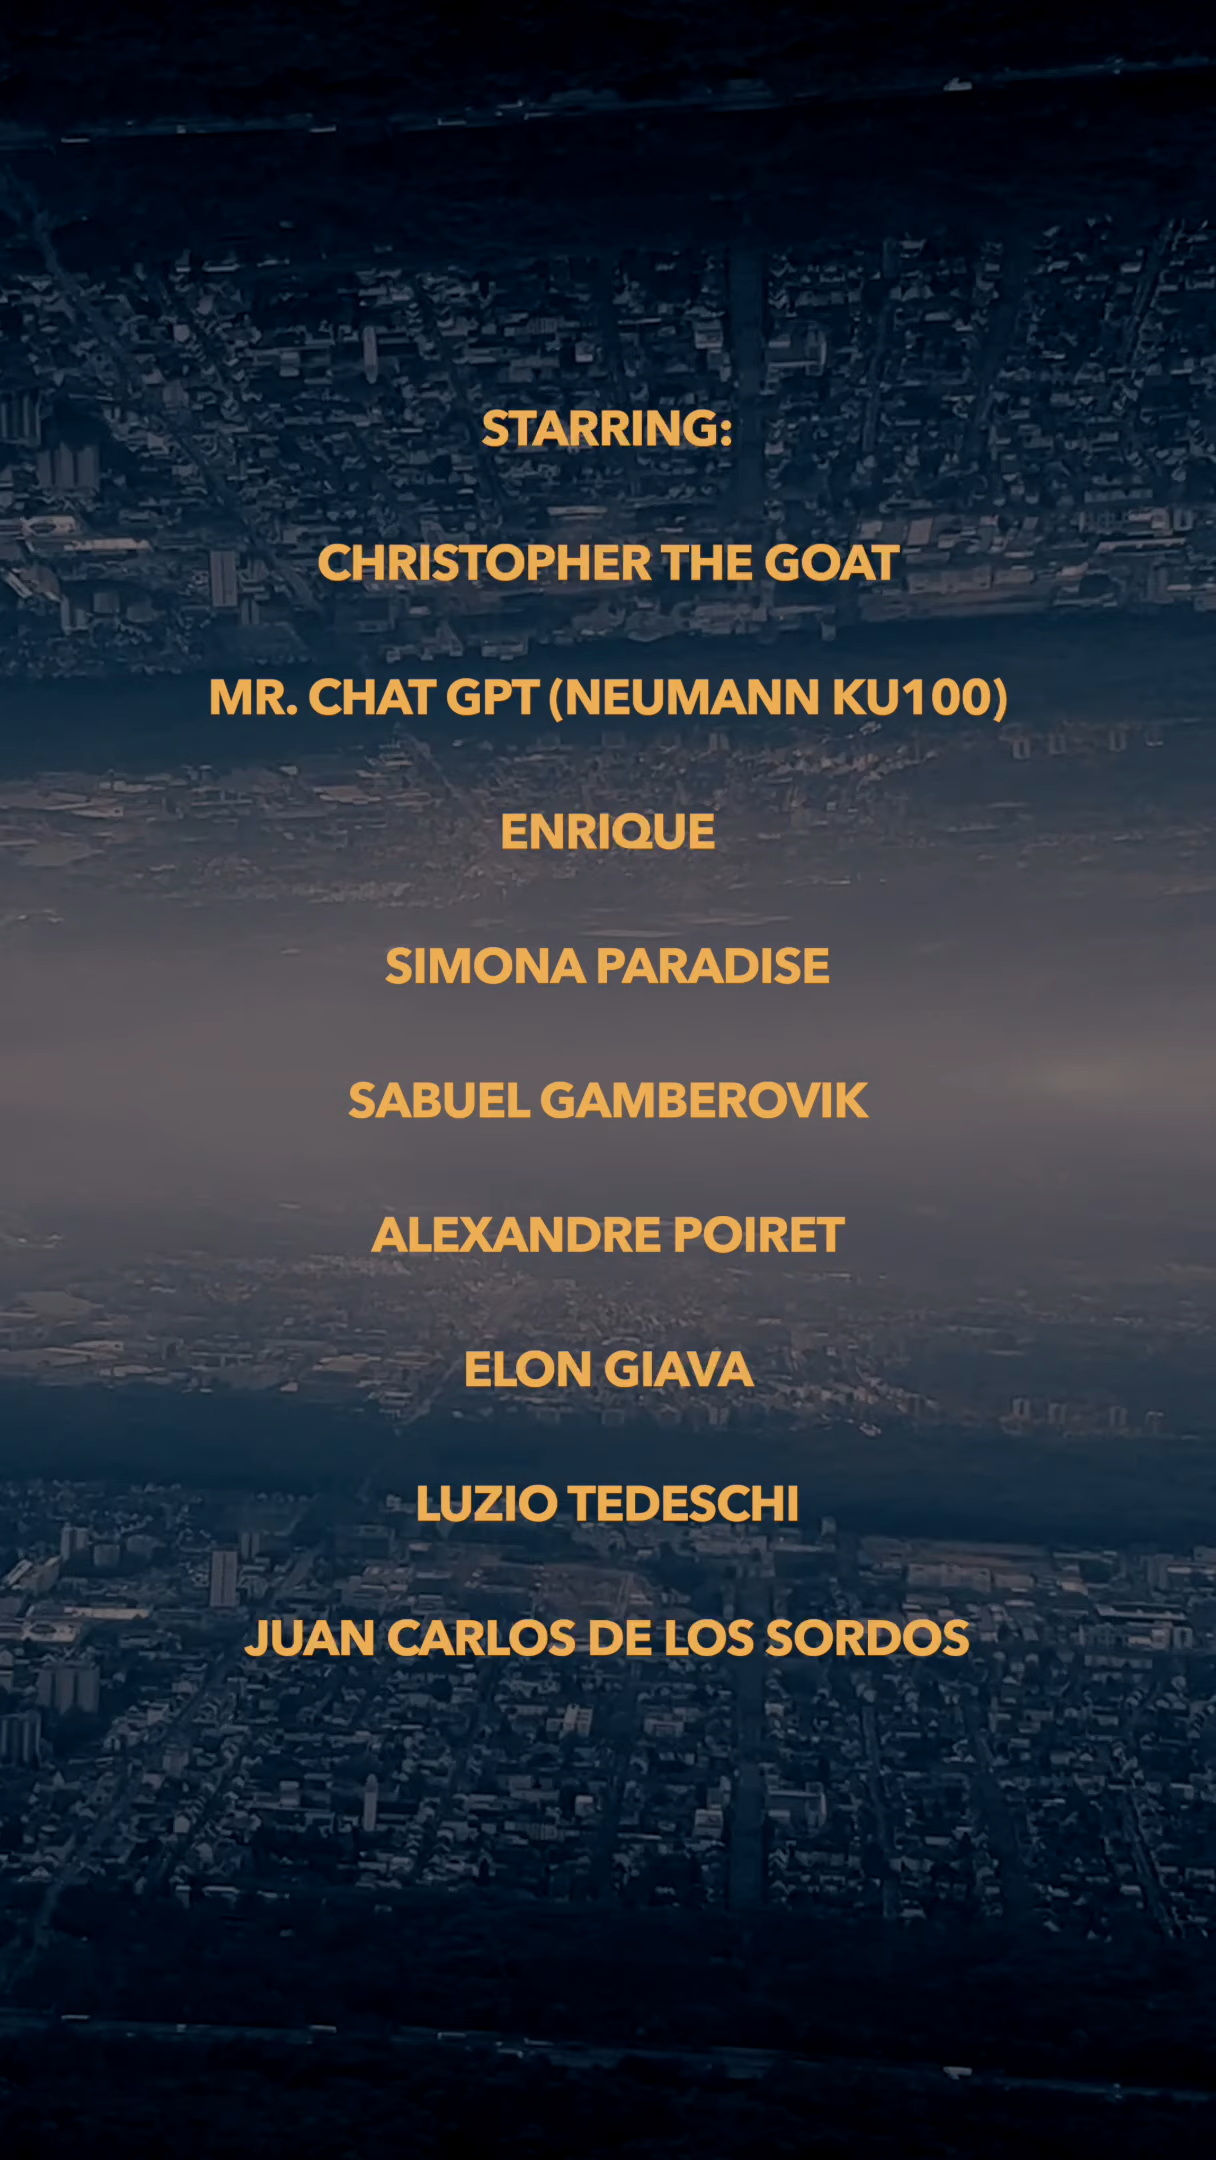 STARRING:
CHRISTOPHER THE GOAT
MR. CHAT GPT (NEUMANN KU100)
ENRIQUE
SIMONA PARADISE
SABUEL GAMBEROVIK
ALEXANDRE POIRET
ELON GIAVA
LUZIO TEDESCHI
JUAN CARLOS DE LOS SORDOS